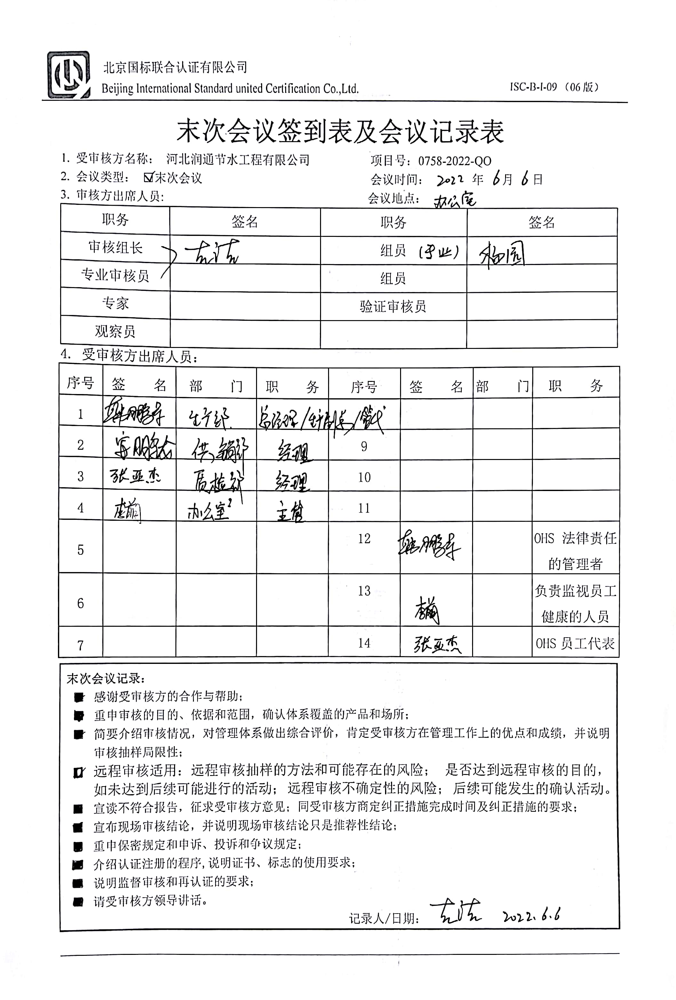 北京国标联合认证有限公司
Beijing International Standard united Certification Co.,Ltd.
ISC-B-I-09（06版）
末次会议签到表及会议记录表
1. 受审核方名称： 河北润通节水工程有限公司 项目号：0758-2022-QO
2. 会议类型： ☑末次会议 会议时间： 2022 年 6月 6日
3. 审核方出席人员: 会议地点： 办公室
职务 签名 职务 签名
审核组长 组员 (专业)
专业审核员 组员
专家 验证审核员
观察员
4. 受审核方出席人员：
序号 签 名 部 门 职 务 序号 签 名 部 门 职 务
1 生产部 总经理/生产副总/管代
2 供销部 经理 9
3 张亚杰 质检部 经理 10
4 办公室 主管 11
5 12 OHS 法律责任
的管理者
6 13 负责监视员工
健康的人员
7 14 张亚杰 OHS 员工代表
末次会议记录：
感谢受审核方的合作与帮助；
重申审核的目的、依据和范围，确认体系覆盖的产品和场所；
简要介绍审核情况，对管理体系做出综合评价，肯定受审核方在管理工作上的优点和成绩，并说明
审核抽样局限性；
远程审核适用：远程审核抽样的方法和可能存在的风险； 是否达到远程审核的目的，
如未达到后续可能进行的活动；远程审核不确定性的风险；后续可能发生的确认活动。
宣读不符合报告，征求受审核方意见；同受审核方商定纠正措施完成时间及纠正措施的要求；
宣布现场审核结论，并说明现场审核结论只是推荐性结论；
重申保密规定和申诉、投诉和争议规定；
介绍认证注册的程序,说明证书、标志的使用要求；
说明监督审核和再认证的要求；
请受审核方领导讲话。
记录人/日期： 2022.6.6